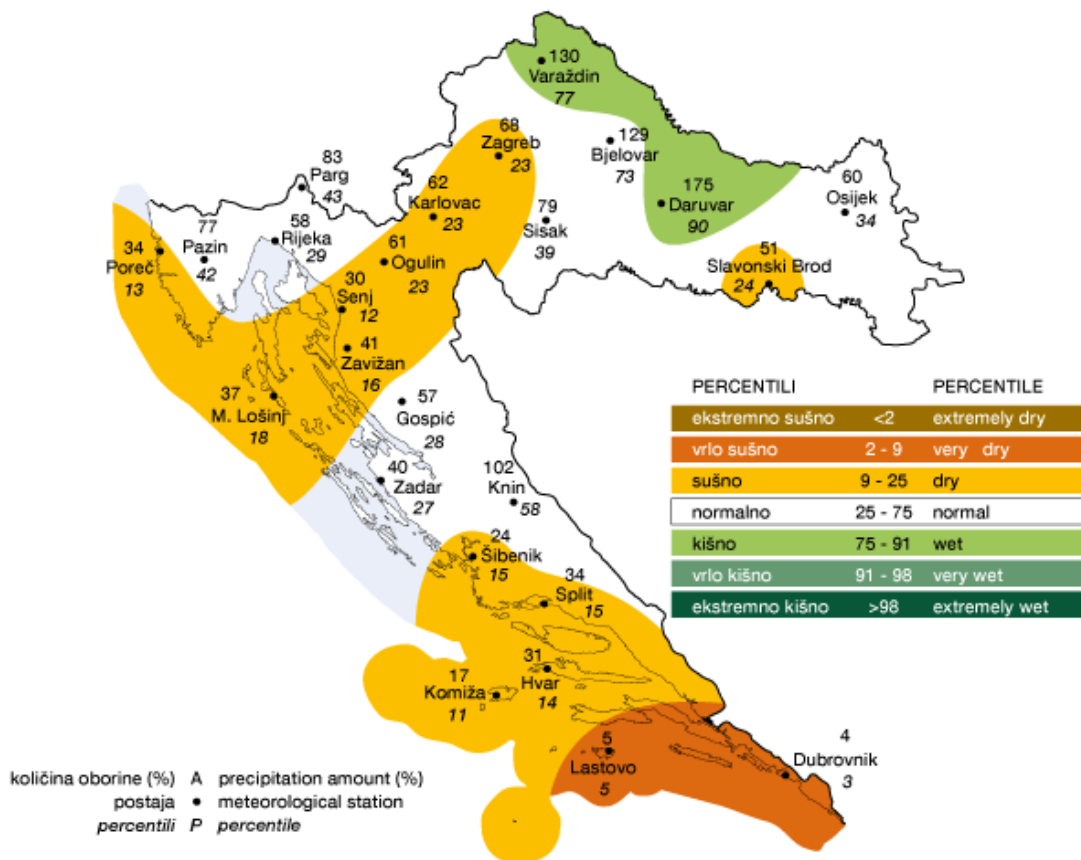 130
Varaždin
77
129
Bjelovar
73
68
Zagreb
23
83
Parg
43
62
Karlovac
23
175
Daruvar
90
60
Osijek
34
77
Pazin
42
58
Rijeka
29
79
Sisak
39
34
Poreč
13
61
Ogulin
23
51
Slavonski Brod
24
30
Senj
12
41
Zavižan
16
37
M. Lošinj
18
57
Gospić
28
40
Zadar
27
102
Knin
58
24
Šibenik
15
34
Split
15
31
Hvar
14
17
Komiža
11
5
Lastovo
5
4
Dubrovnik
3
PERCENTILI PERCENTILE
ekstremno sušno <2 extremely dry
vrlo sušno 2 - 9 very dry
sušno 9 - 25 dry
normalno 25 - 75 normal
kišno 75 - 91 wet
vrlo kišno 91 - 98 very wet
ekstremno kišno >98 extremely wet
količina oborine (%) A precipitation amount (%)
postaja ● meteorological station
percentili P percentile